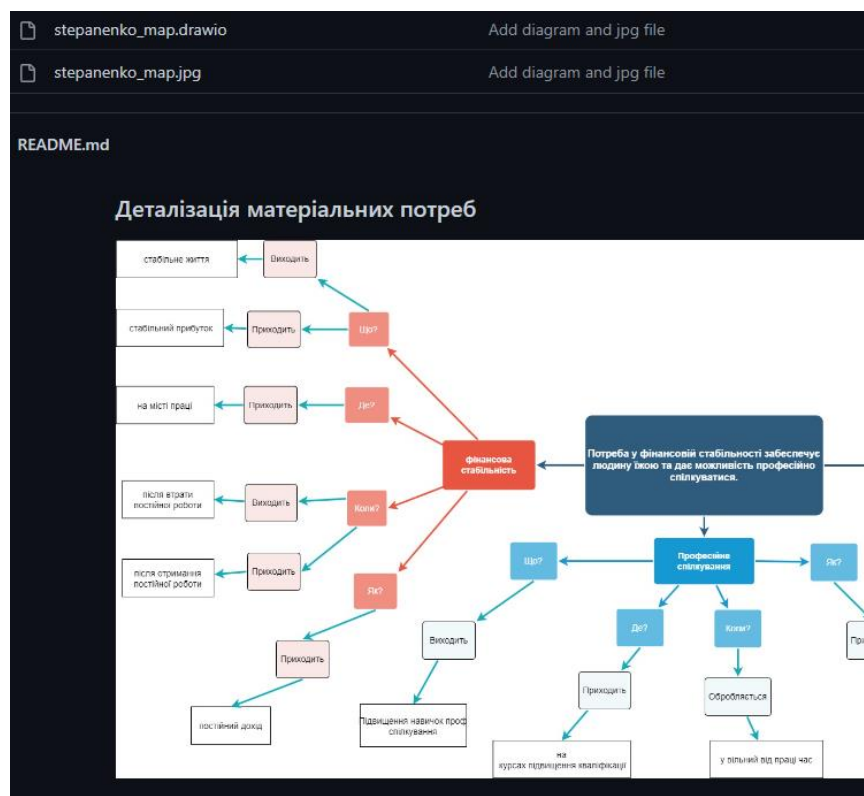 stepanenko_map.drawio
Add diagram and jpg file
stepanenko_map.jpg
Add diagram and jpg file
README.md
Деталізація матеріальних потреб
стабільне життя
Виходить
стабільний прибуток
Приходить
Що?
на місті праці
Приходить
Де?
фінансова
стабільність
Потреба у фінансовій стабільності забеспечує
людину їжою та дає можливість професійно
спілкуватися.
після втрати
постійної роботи
Виходить
Коли?
після отримання
постійної роботи
Приходить
Як?
Приходить
постійний дохід
Професійне
спілкування
Що?
Як?
Виходить
Де?
Коли?
Приходить
Обробляється
Підвищення навичок проф
спілкування
на
курсах підвищення кваліфікації
у вільний від праці час